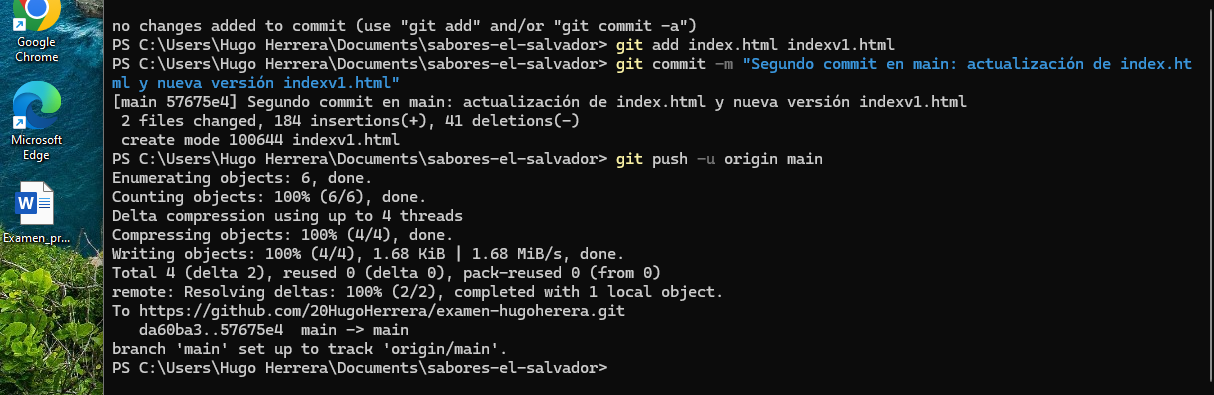 Google
Chrome
Microsoft
Edge
W
Examen_pr...
no changes added to commit (use "git add" and/or "git commit -a")
PS C:\Users\Hugo Herrera\Documents\sabores-el-salvador> git add index.html indexv1.html
PS C:\Users\Hugo Herrera\Documents\sabores-el-salvador> git commit -m "Segundo commit en main: actualización de index.ht
ml y nueva versión indexv1.html"
[main 57675e4] Segundo commit en main: actualización de index.html y nueva versión indexv1.html
 2 files changed, 184 insertions(+), 41 deletions(-)
 create mode 100644 indexv1.html
PS C:\Users\Hugo Herrera\Documents\sabores-el-salvador> git push -u origin main
Enumerating objects: 6, done.
Counting objects: 100% (6/6), done.
Delta compression using up to 4 threads
Compressing objects: 100% (4/4), done.
Writing objects: 100% (4/4), 1.68 KiB | 1.68 MiB/s, done.
Total 4 (delta 2), reused 0 (delta 0), pack-reused 0 (from 0)
remote: Resolving deltas: 100% (2/2), completed with 1 local object.
To https://github.com/20HugoHerrera/examen-hugoherera.git
   da60ba3..57675e4  main -> main
branch 'main' set up to track 'origin/main'.
PS C:\Users\Hugo Herrera\Documents\sabores-el-salvador>